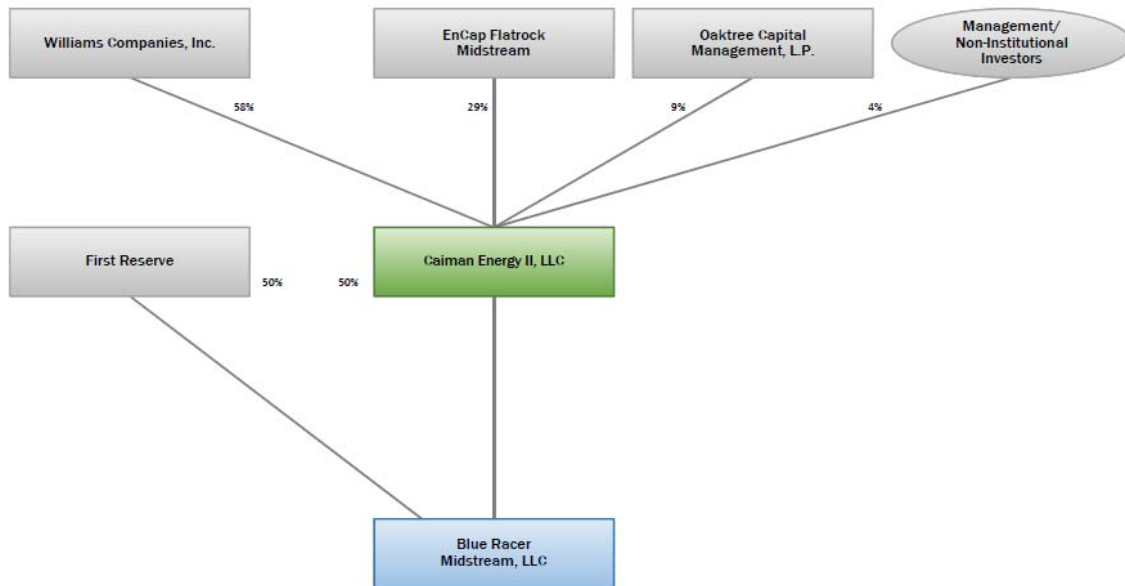 Williams Companies, Inc.
EnCap Flatrock
Midstream
Oaktree Capital
Management, L.P.
Management/
Non-Institutional
Investors
58%
29%
9%
4%
First Reserve
50%
50%
Caiman Energy II, LLC
Blue Racer
Midstream, LLC